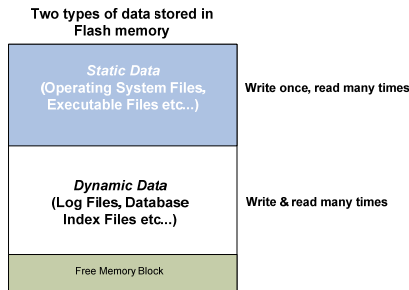 Two types of data stored in
Flash memory
Static Data
(Operating System Files,
Executable Files etc...)
Write once, read many times
Dynamic Data
(Log Files, Database
Index Files etc...)
Write & read many times
Free Memory Block